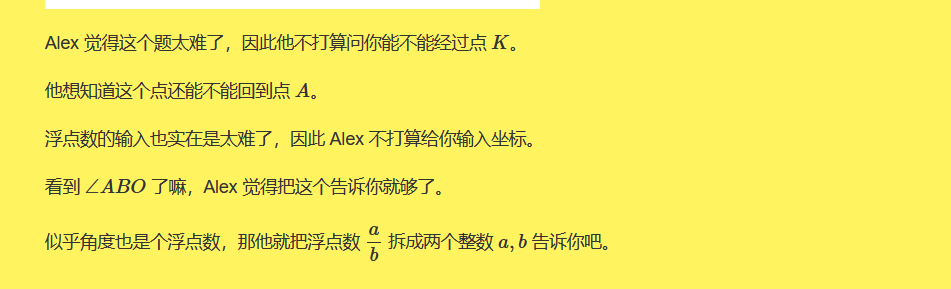 Alex 觉得这个题太难了，因此他不打算问你能不能经过点 K。
他想知道这个点还能不能回到点 A。
浮点数的输入也实在是太难了，因此 Alex 不打算给你输入坐标。
看到 ∠ABO 了嘛，Alex 觉得把这个告诉你就够了。
似乎角度也是个浮点数，那他就把浮点数 a/b 拆成两个整数 a, b 告诉你吧。